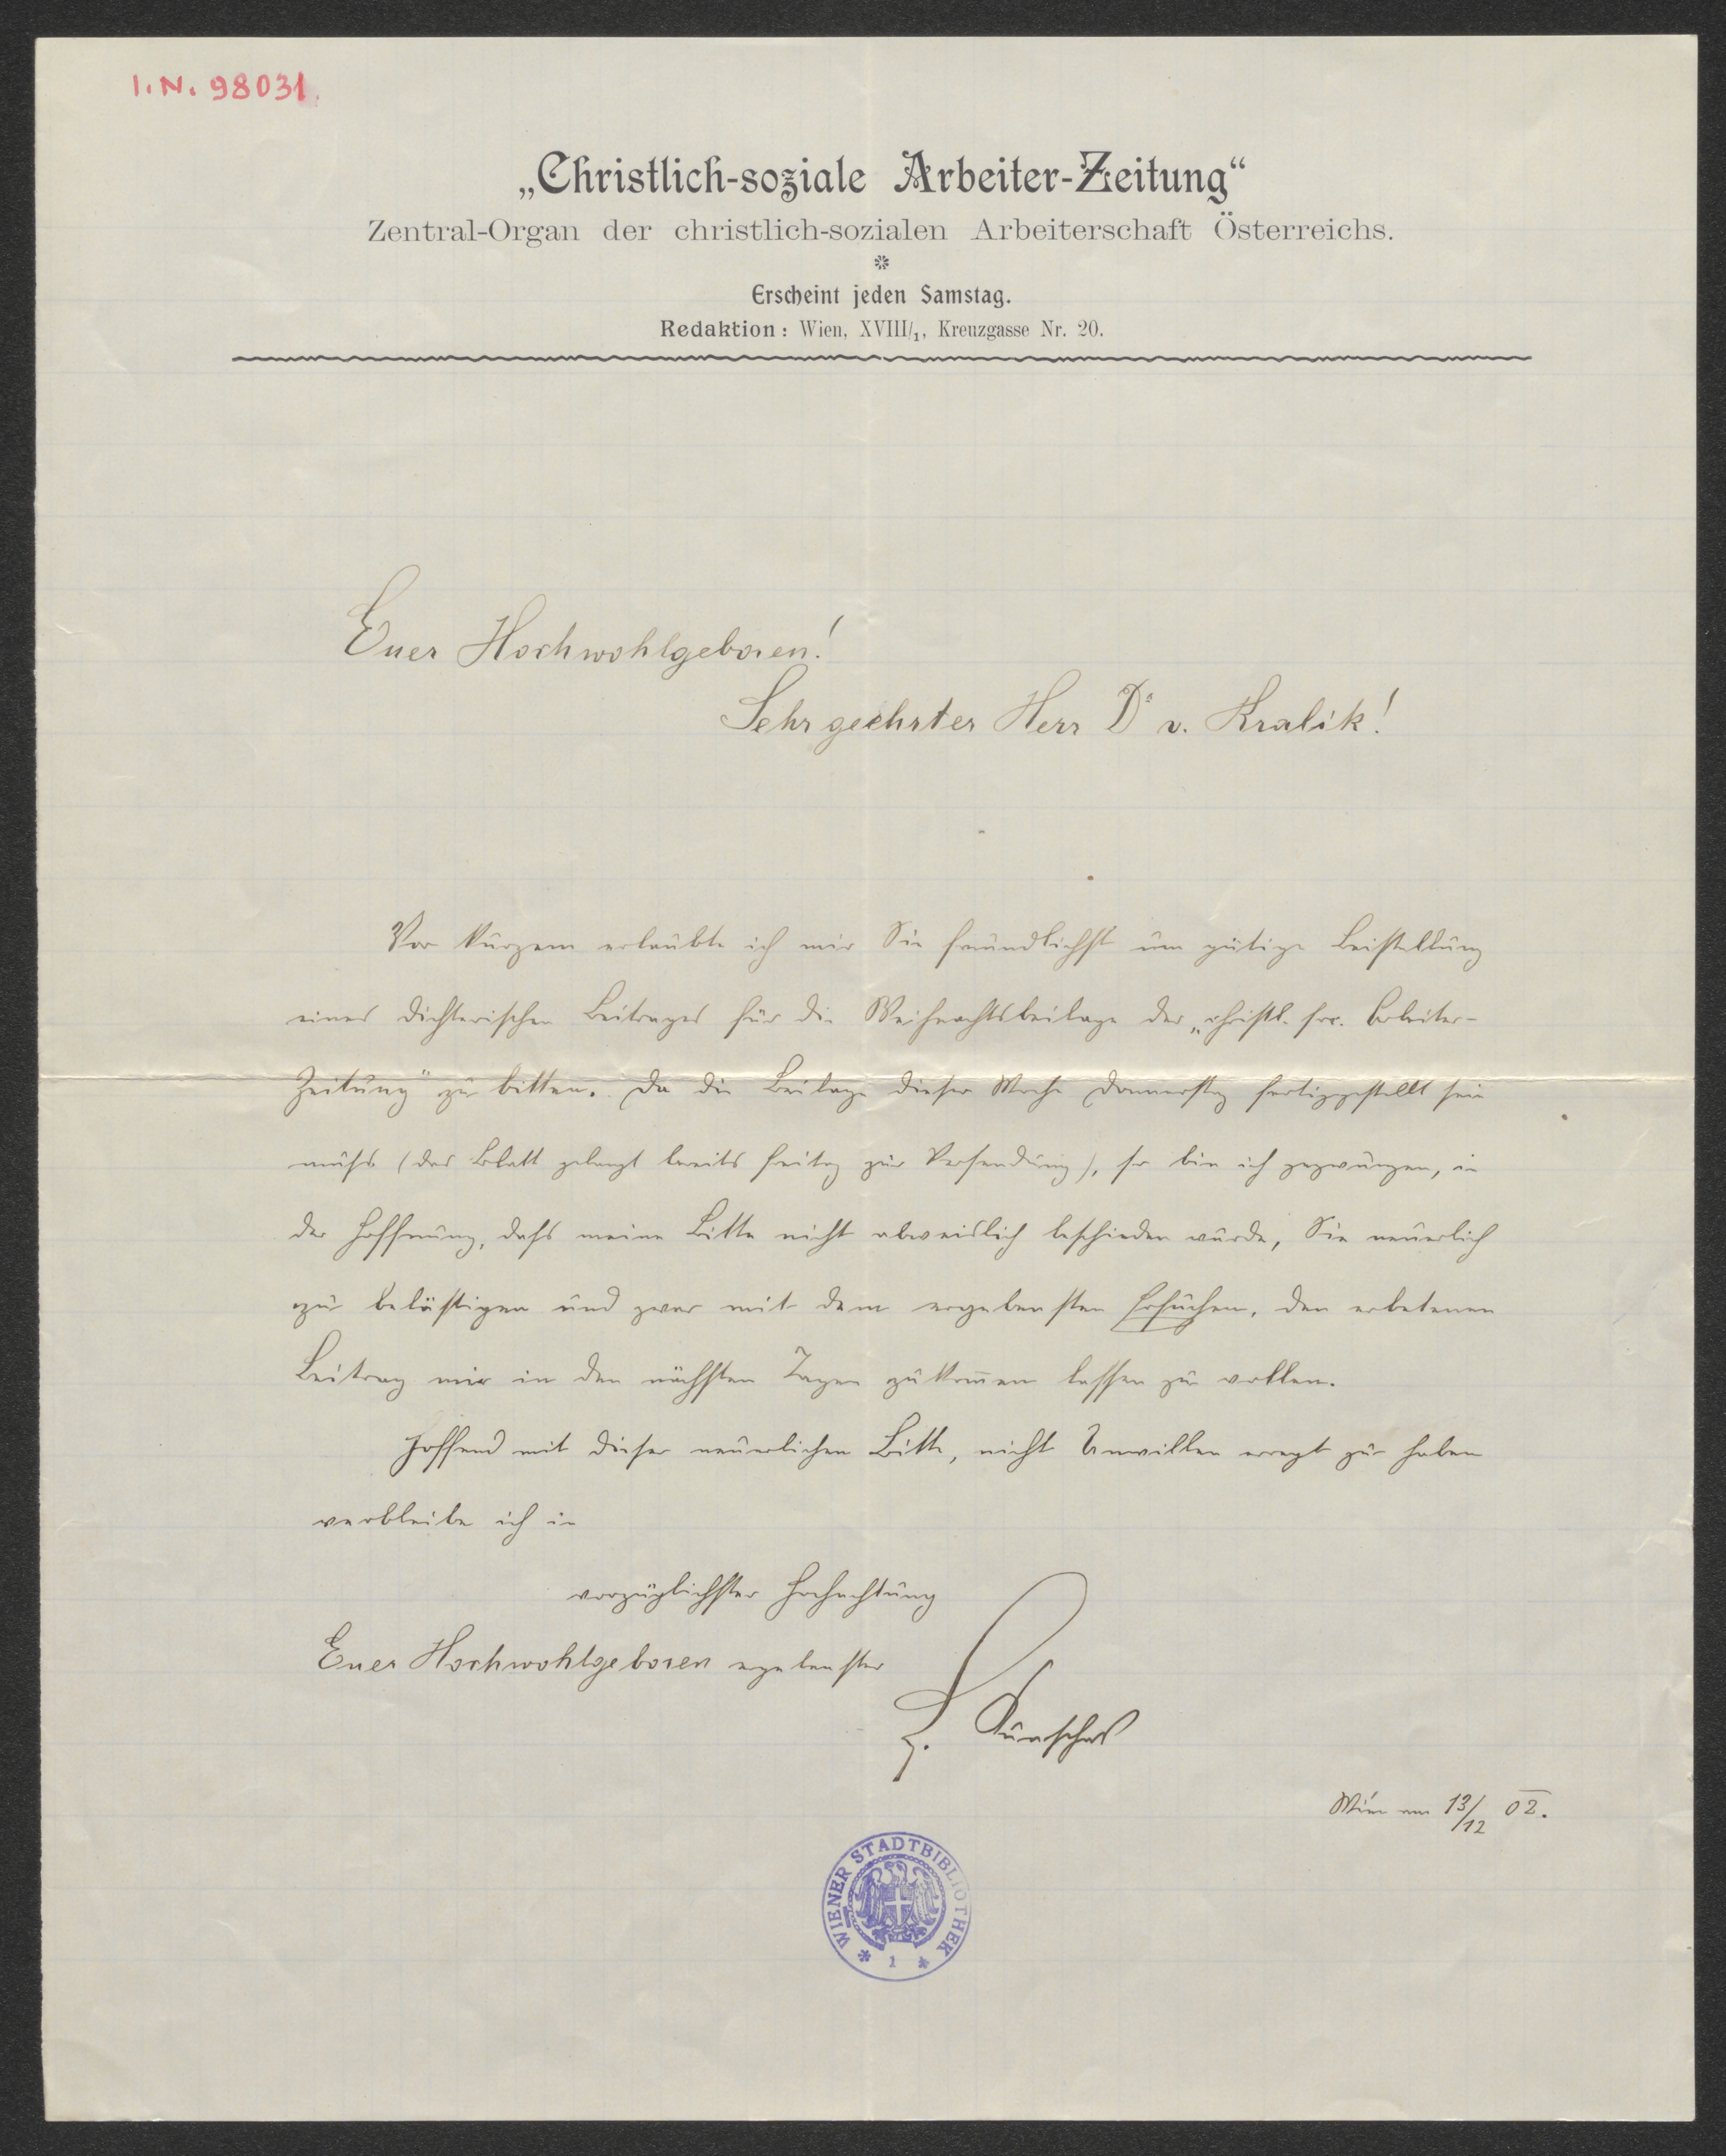 I.N. 98031.
„Christlich-soziale Arbeiter-Zeitung“
Zentral-Organ der christlich-sozialen Arbeiterschaft Österreichs.
Erscheint jeden Samstag.
Redaktion: Wien, XVIII/1, Kreuzgasse Nr. 20.
Euer Hochwohlgeboren!
Sehr geehrter Herr Dr v. Kralik!
Vor kurzem erlaubte ich mir Sie freundlichst um gütige Beistellung
eines dichterischen Beitrages für die Weihnachtsbeilage der „christl. soc. Arbeiter-
Zeitung“ zu bitten. Da die Beilage dieser Woche Donnerstag fertiggestellt sein
muß (das Blatt gelangt bereits Freitag zur Versendung), so bin ich gezwungen, in
der Hoffnung, daß meine Bitte nicht abweislich beschieden wurde, Sie neuerlich
zu belästigen und zwar mit dem ergebensten Ersuchen, den erbetenen
Beitrag mir in den nächsten Tagen zukommen lassen zu wollen.
Hoffend mit dieser neuerlichen Bitte, nicht Unwillen erregt zu haben
verbleibe ich in
vorzüglichster Hochachtung
Euer Hochwohlgeboren ergebenster
L. Kunschak
Wien am 13/12 02.
WIENER STADTBIBLIOTHEK
* 1 *